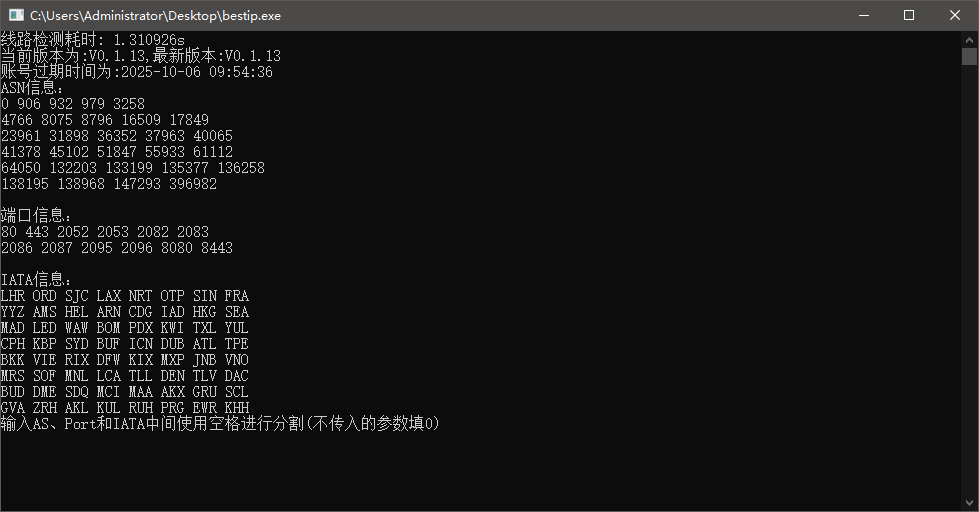 C:\Users\Administrator\Desktop\bestip.exe
线路检测耗时: 1.310926s
当前版本为:V0.1.13,最新版本:V0.1.13
账号过期时间为:2025-10-06 09:54:36
ASN信息:
0 906 932 979 3258
4766 8075 8796 16509 17849
23961 31898 36352 37963 40065
41378 45102 51847 55933 61112
64050 132203 133199 135377 136258
138195 138968 147293 396982
端口信息:
80 443 2052 2053 2082 2083
2086 2087 2095 2096 8080 8443
IATA信息:
LHR ORD SJC LAX NRT OTP SIN FRA
YYZ AMS HEL ARN CDG IAD HKG SEA
MAD LED WAW BOM PDX KWI TXL YUL
CPH KBP SYD BUF ICN DUB ATL TPE
BKK VIE RIX DFW KIX MXP JNB VNO
MRS SOF MNL LCA TLL DEN TLV DAC
BUD DME SDQ MCI MAA AKX GRU SCL
GVA ZRH AKL KUL RUH PRG EWR KHH
输入AS、Port和IATA中间使用空格进行分割(不传入的参数填0)